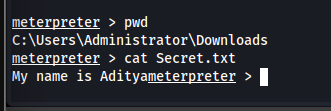 meterpreter > pwd
C:\Users\Administrator\Downloads
meterpreter > cat Secret.txt
My name is Adityameterpreter >